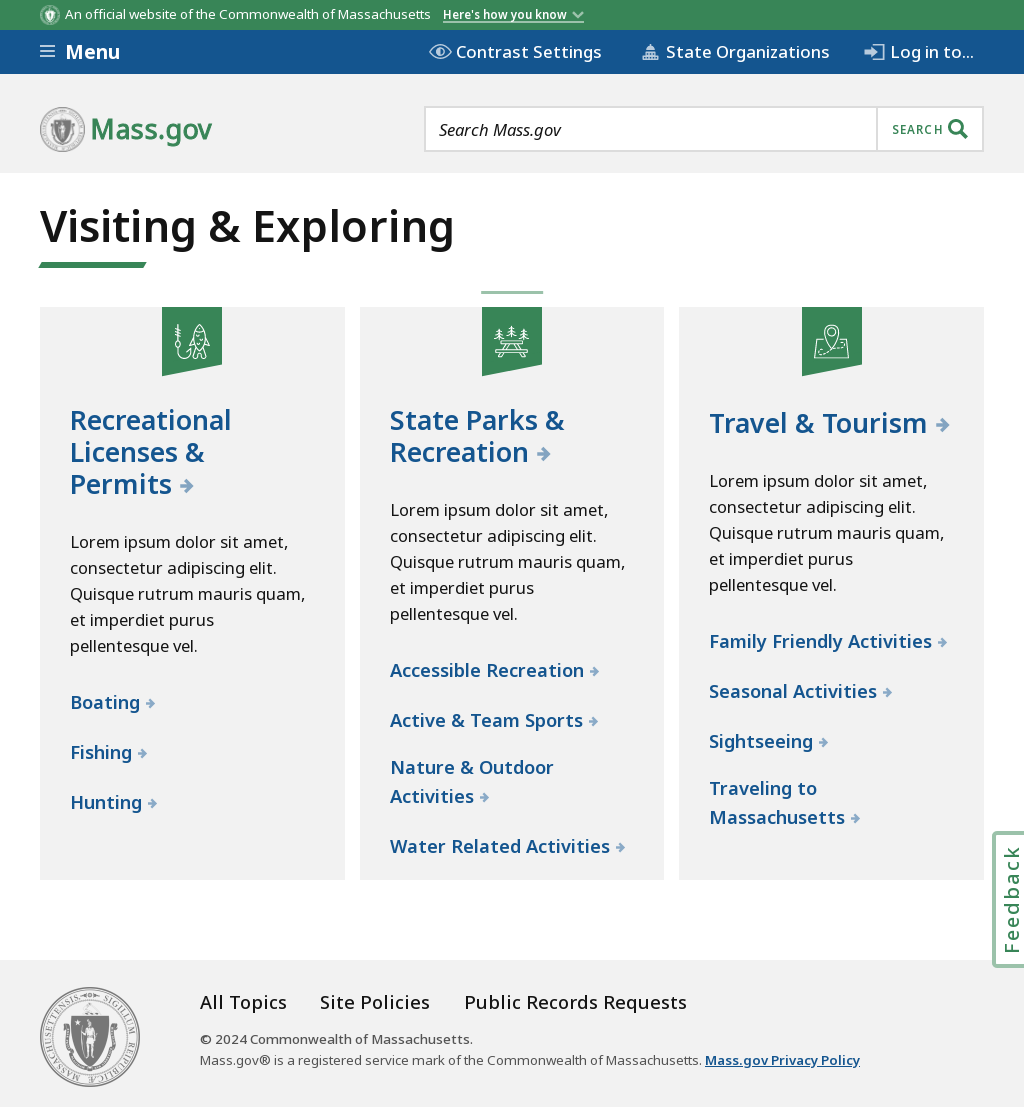 An official website of the Commonwealth of Massachusetts Here's how you know
Menu Contrast Settings State Organizations Log in to...
Mass.gov Search Mass.gov SEARCH
Visiting & Exploring
Recreational
Licenses &
Permits
Lorem ipsum dolor sit amet,
consectetur adipiscing elit.
Quisque rutrum mauris quam,
et imperdiet purus
pellentesque vel.
Boating
Fishing
Hunting
State Parks &
Recreation
Lorem ipsum dolor sit amet,
consectetur adipiscing elit.
Quisque rutrum mauris quam,
et imperdiet purus
pellentesque vel.
Accessible Recreation
Active & Team Sports
Nature & Outdoor
Activities
Water Related Activities
Travel & Tourism
Lorem ipsum dolor sit amet,
consectetur adipiscing elit.
Quisque rutrum mauris quam,
et imperdiet purus
pellentesque vel.
Family Friendly Activities
Seasonal Activities
Sightseeing
Traveling to
Massachusetts
Feedback
All Topics Site Policies Public Records Requests
© 2024 Commonwealth of Massachusetts.
Mass.gov® is a registered service mark of the Commonwealth of Massachusetts. Mass.gov Privacy Policy